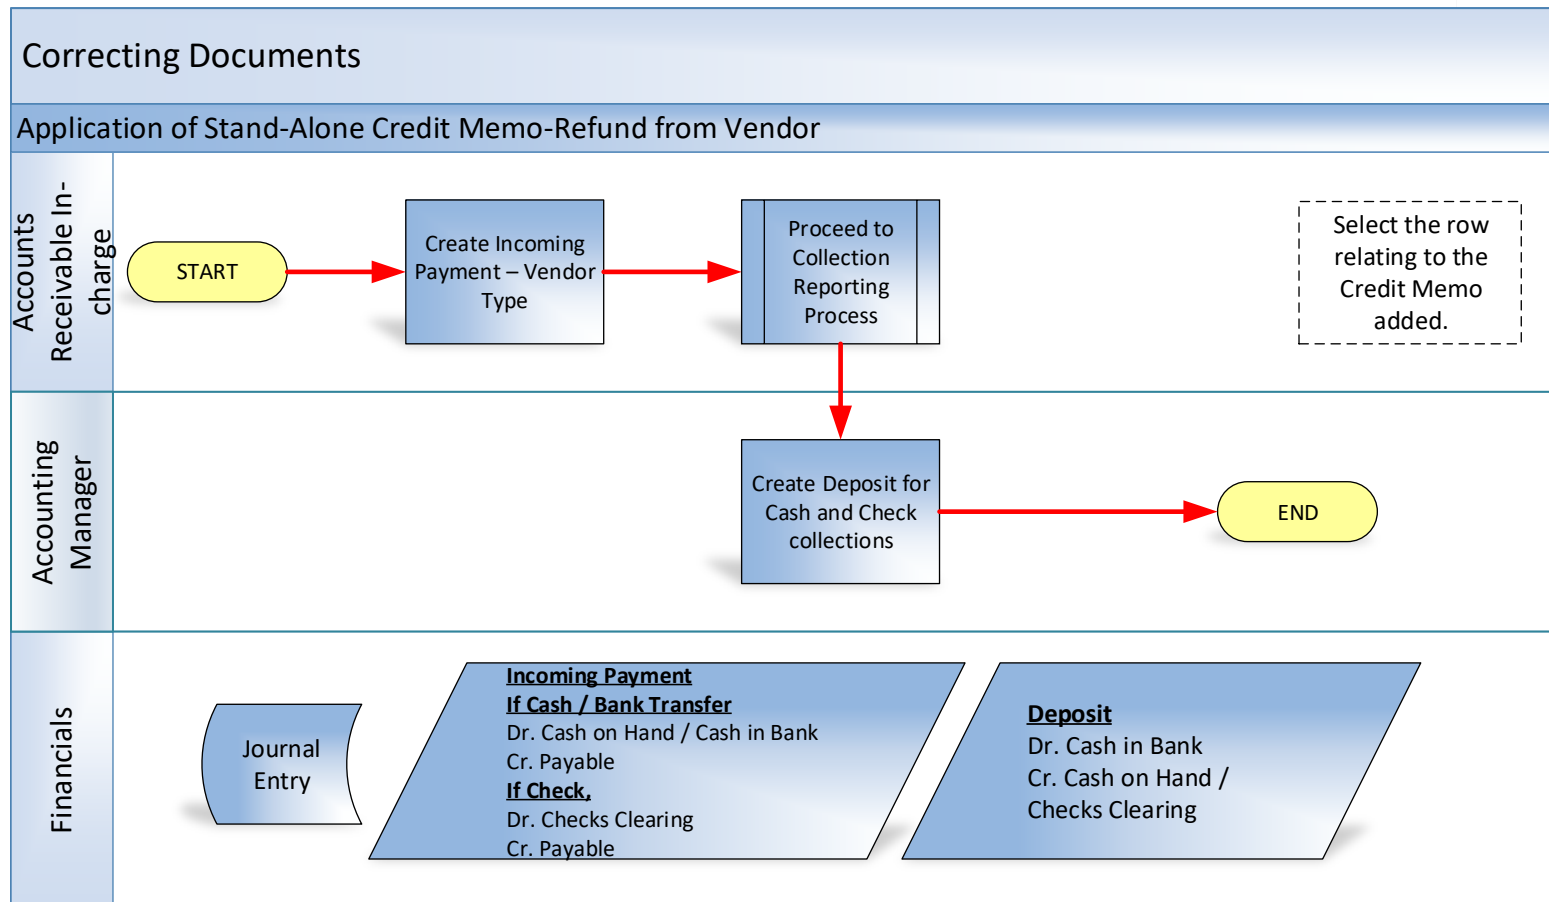 Correcting Documents
Application of Stand-Alone Credit Memo-Refund from Vendor
Accounts
Receivable In-
charge
START
Create Incoming
Payment – Vendor
Type
Proceed to
Collection
Reporting
Process
Select the row
relating to the
Credit Memo
added.
Accounting
Manager
Create Deposit for
Cash and Check
collections
END
Financials
Journal
Entry
Incoming Payment
If Cash / Bank Transfer
Dr. Cash on Hand / Cash in Bank
Cr. Payable
If Check,
Dr. Checks Clearing
Cr. Payable
Deposit
Dr. Cash in Bank
Cr. Cash on Hand /
Checks Clearing